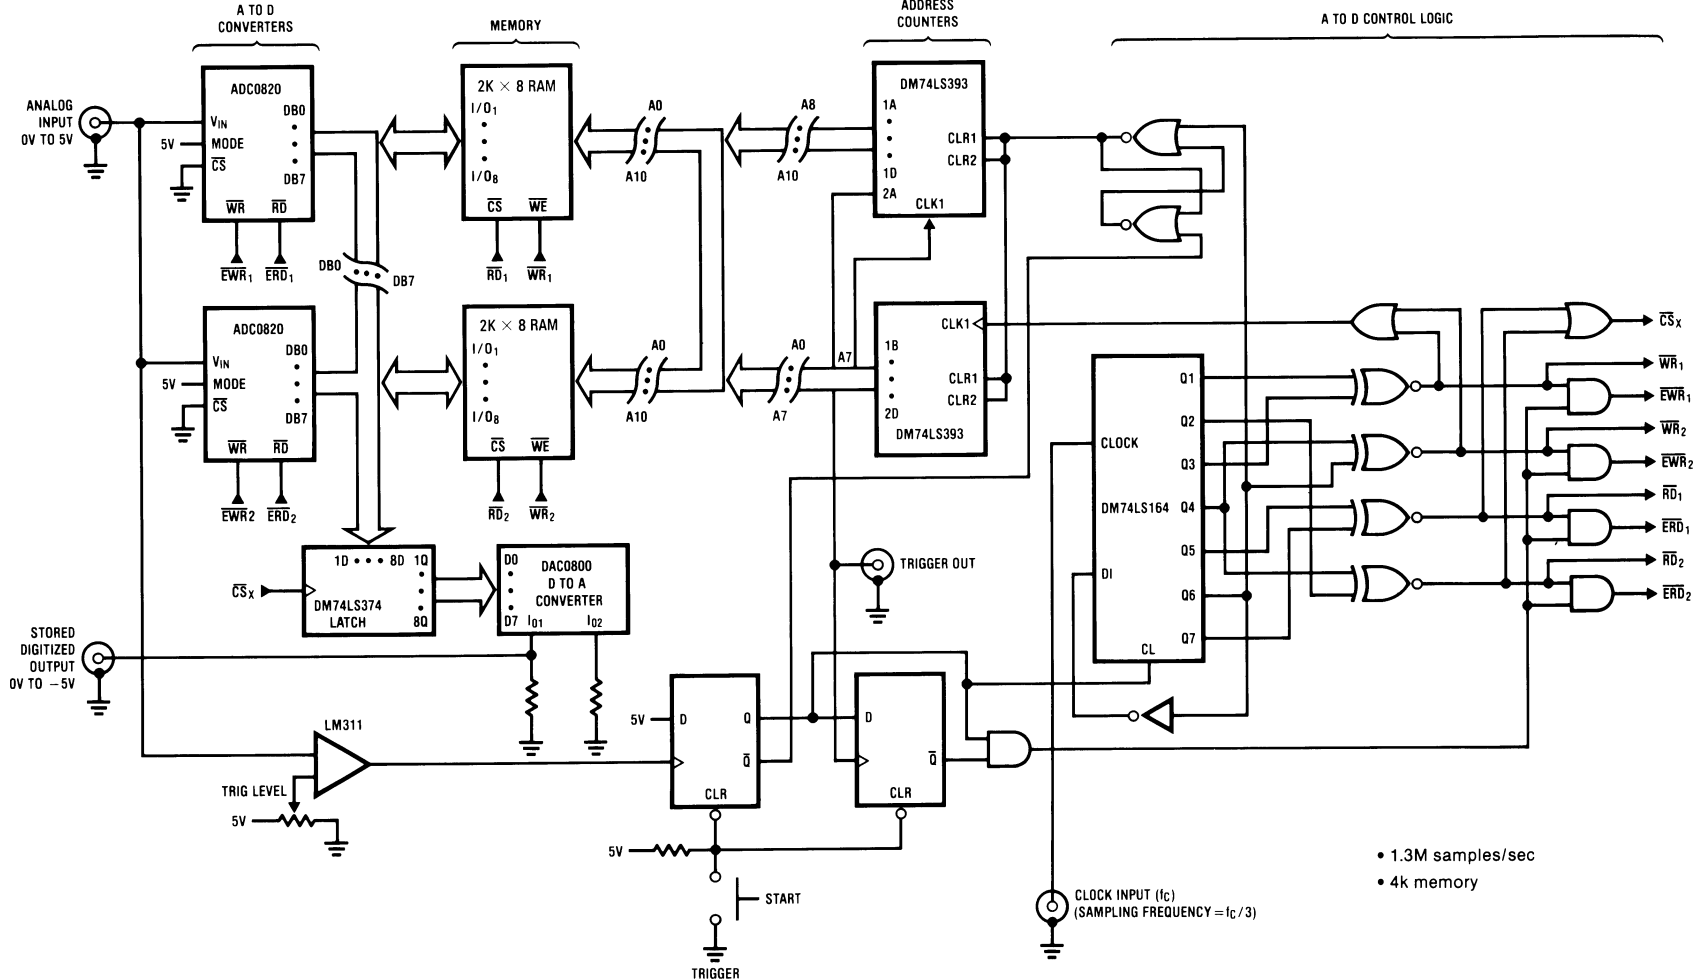 A TO D
CONVERTERS
MEMORY
ADDRESS
COUNTERS
A TO D CONTROL LOGIC
ANALOG
INPUT
0V TO 5V
ADC0820
DB0
VIN
5V
MODE
CS
DB7
WR
RD
EWR1
ERD1
2K × 8 RAM
I/O1
I/O8
CS
WE
RD1
WR1
A0
A10
A8
A10
DM74LS393
1A
1D
2A
CLR1
CLR2
CLK1
DB0
DB7
ADC0820
DB0
VIN
5V
MODE
CS
DB7
WR
RD
EWR2
ERD2
2K × 8 RAM
I/O1
I/O8
CS
WE
RD2
WR2
A0
A10
A0
A7
A7
CLK1
1B
2D
CLR1
CLR2
DM74LS393
CLOCK
DM74LS164
DI
CL
Q1
Q2
Q3
Q4
Q5
Q6
Q7
CSX
WR1
EWR1
WR2
EWR2
RD1
ERD1
RD2
ERD2
CSX
1D
8D
1Q
8Q
DM74LS374
LATCH
D0
D7
DAC0800
D TO A
CONVERTER
IO1
IO2
TRIGGER OUT
STORED
DIGITIZED
OUTPUT
0V TO −5V
LM311
TRIG LEVEL
5V
5V
D
Q
Q
CLR
D
Q
CLR
5V
START
TRIGGER
CLOCK INPUT (fC)
(SAMPLING FREQUENCY = fC/3)
• 1.3M samples/sec
• 4k memory